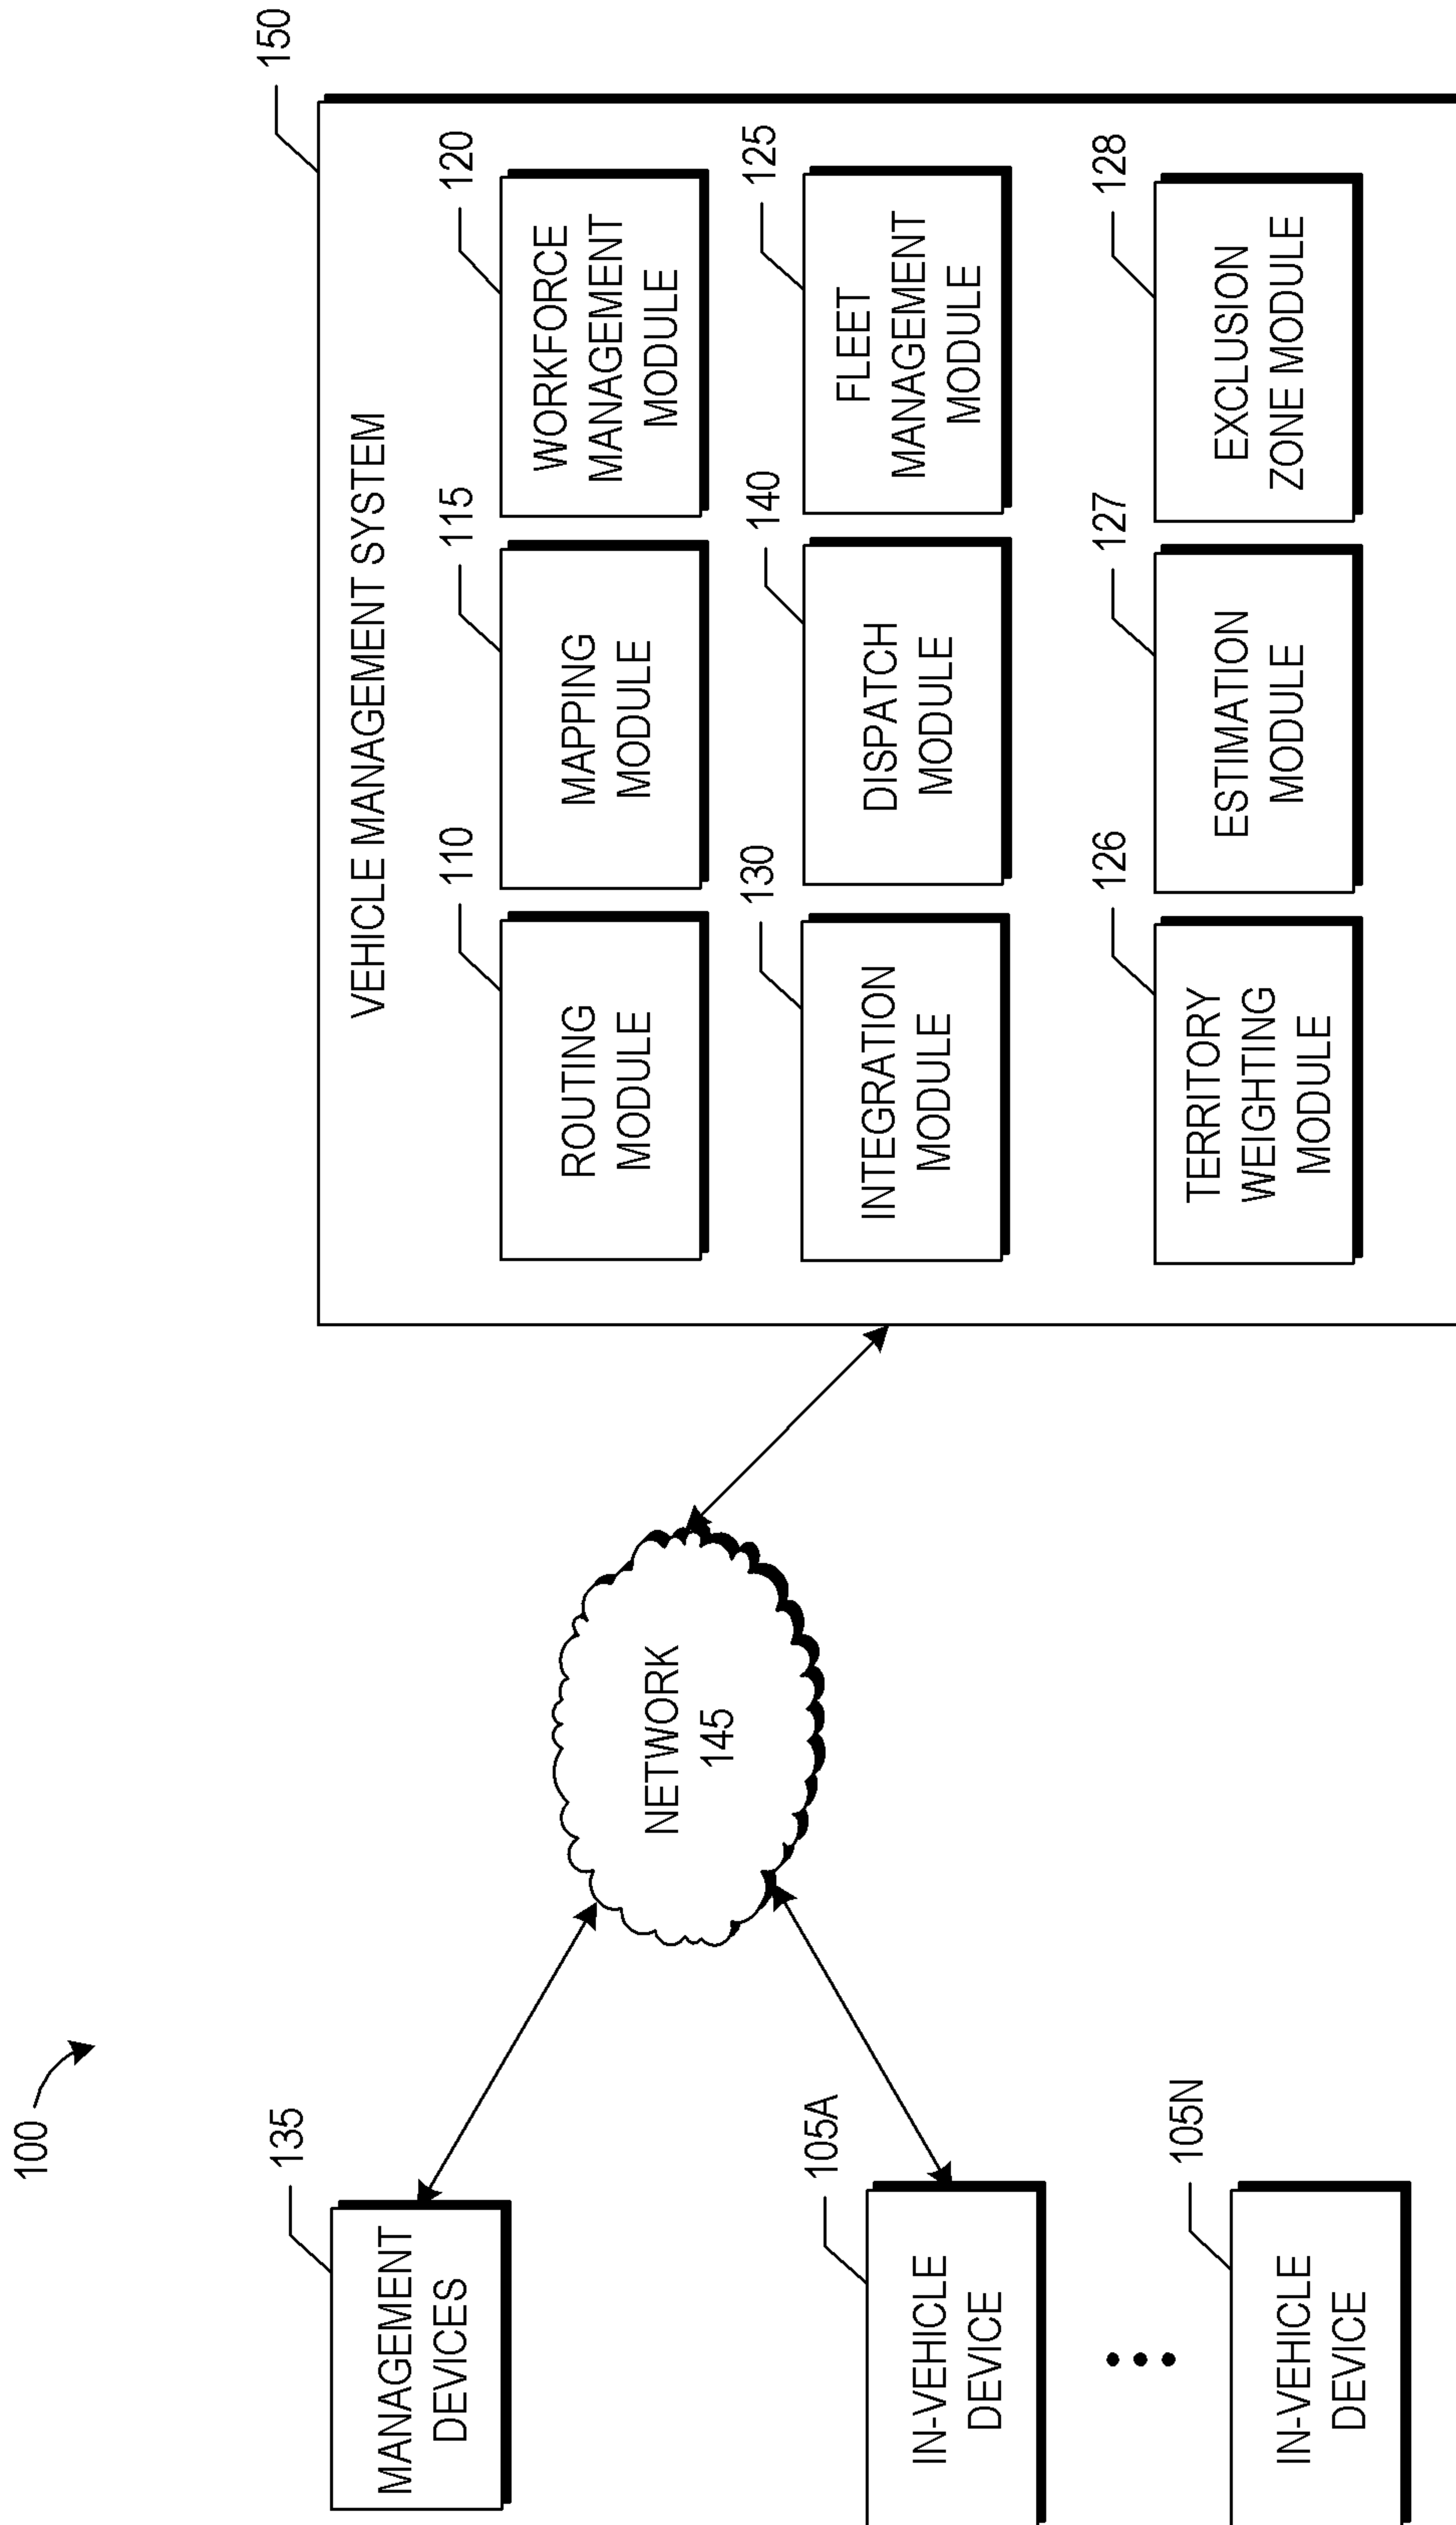 100
150
VEHICLE MANAGEMENT SYSTEM
110
115
120
ROUTING
MODULE
MAPPING
MODULE
WORKFORCE
MANAGEMENT
MODULE
130
140
125
INTEGRATION
MODULE
DISPATCH
MODULE
FLEET
MANAGEMENT
MODULE
126
127
128
TERRITORY
WEIGHTING
MODULE
ESTIMATION
MODULE
EXCLUSION
ZONE MODULE
NETWORK
145
135
MANAGEMENT
DEVICES
105A
IN-VEHICLE
DEVICE
105N
IN-VEHICLE
DEVICE